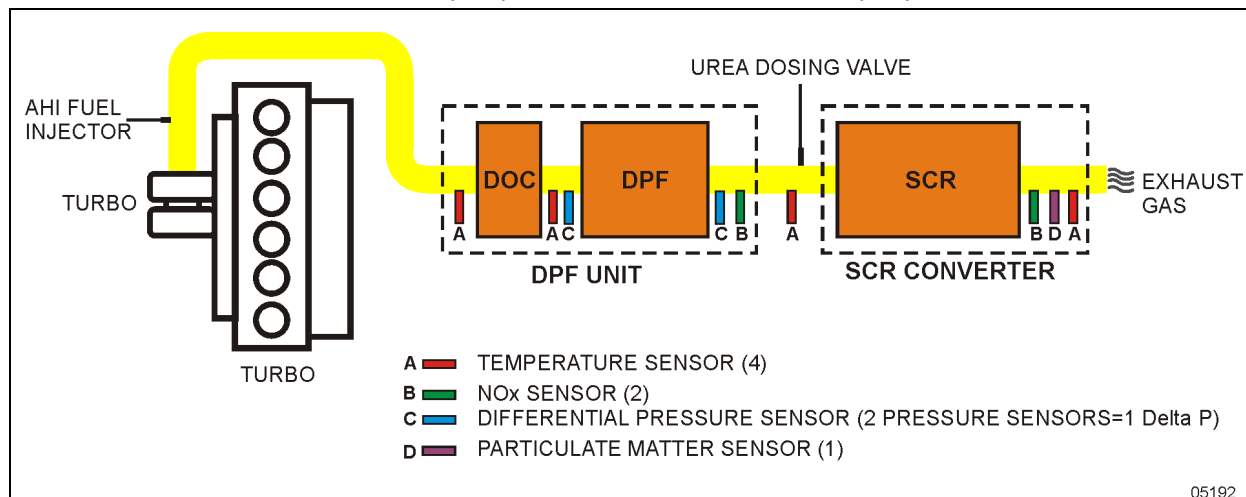 UREA DOSING VALVE
AHI FUEL
INJECTOR
TURBO
DOC
DPF
SCR
EXHAUST
GAS
A
A
C
C
B
A
B
D
A
DPF UNIT
SCR CONVERTER
TURBO
A TEMPERATURE SENSOR (4)
B NOx SENSOR (2)
C DIFFERENTIAL PRESSURE SENSOR (2 PRESSURE SENSORS=1 Delta P)
D PARTICULATE MATTER SENSOR (1)
05192